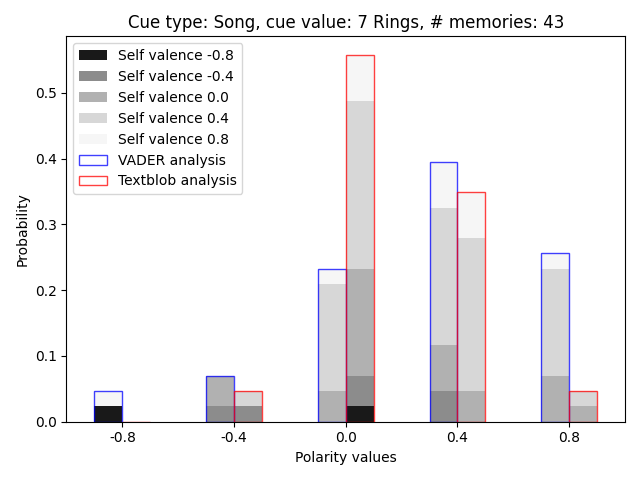 Cue type: Song, cue value: 7 Rings, # memories: 43
Self valence -0.8
Self valence -0.4
Self valence 0.0
Self valence 0.4
Self valence 0.8
VADER analysis
Textblob analysis
Probability
0.5
0.4
0.3
0.2
0.1
0.0
-0.8 -0.4 0.0 0.4 0.8
Polarity values